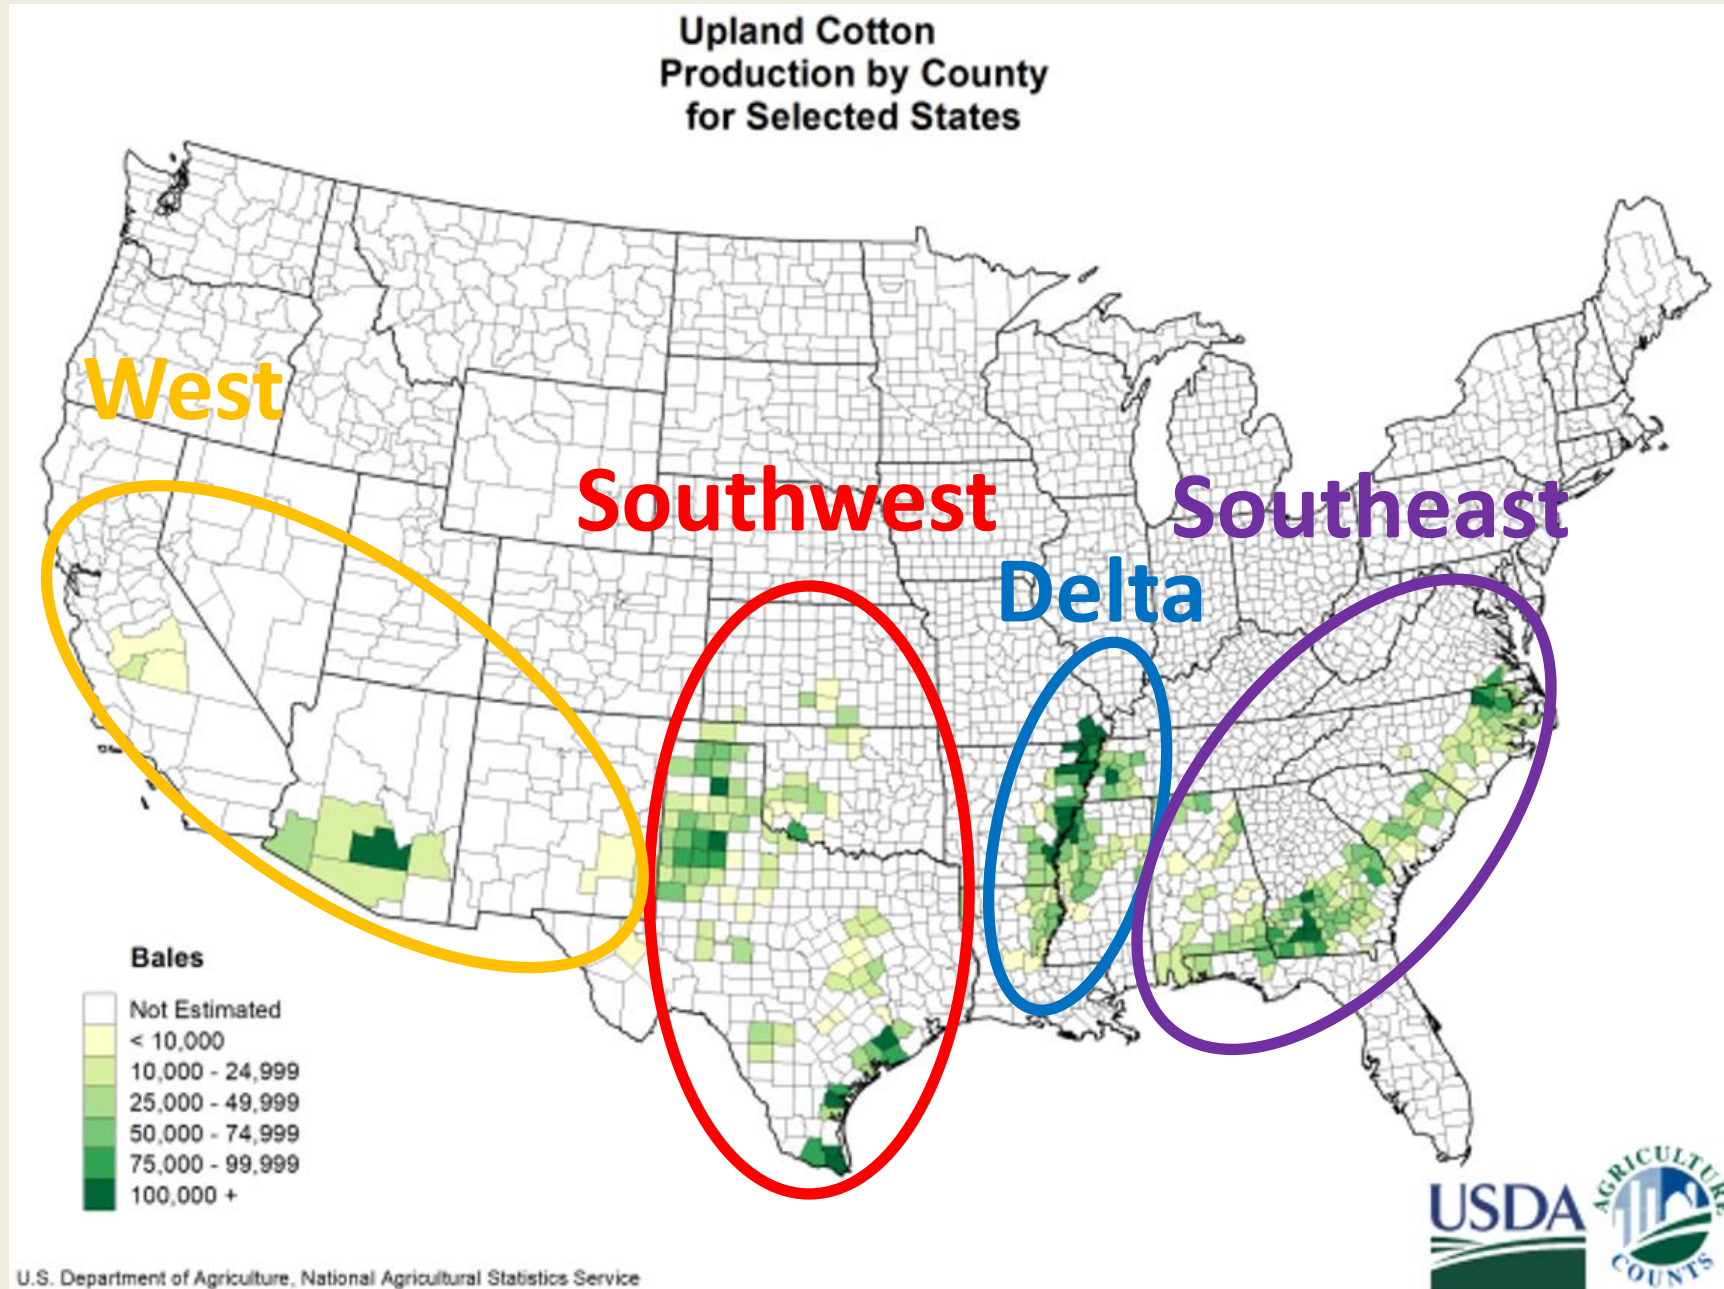 Upland Cotton
Production by County
for Selected States
West
Southwest
Southeast
Delta
Bales
Not Estimated
< 10,000
10,000 - 24,999
25,000 - 49,999
50,000 - 74,999
75,000 - 99,999
100,000 +
USDA
AGRICULTURE
COUNTS
U.S. Department of Agriculture, National Agricultural Statistics Service